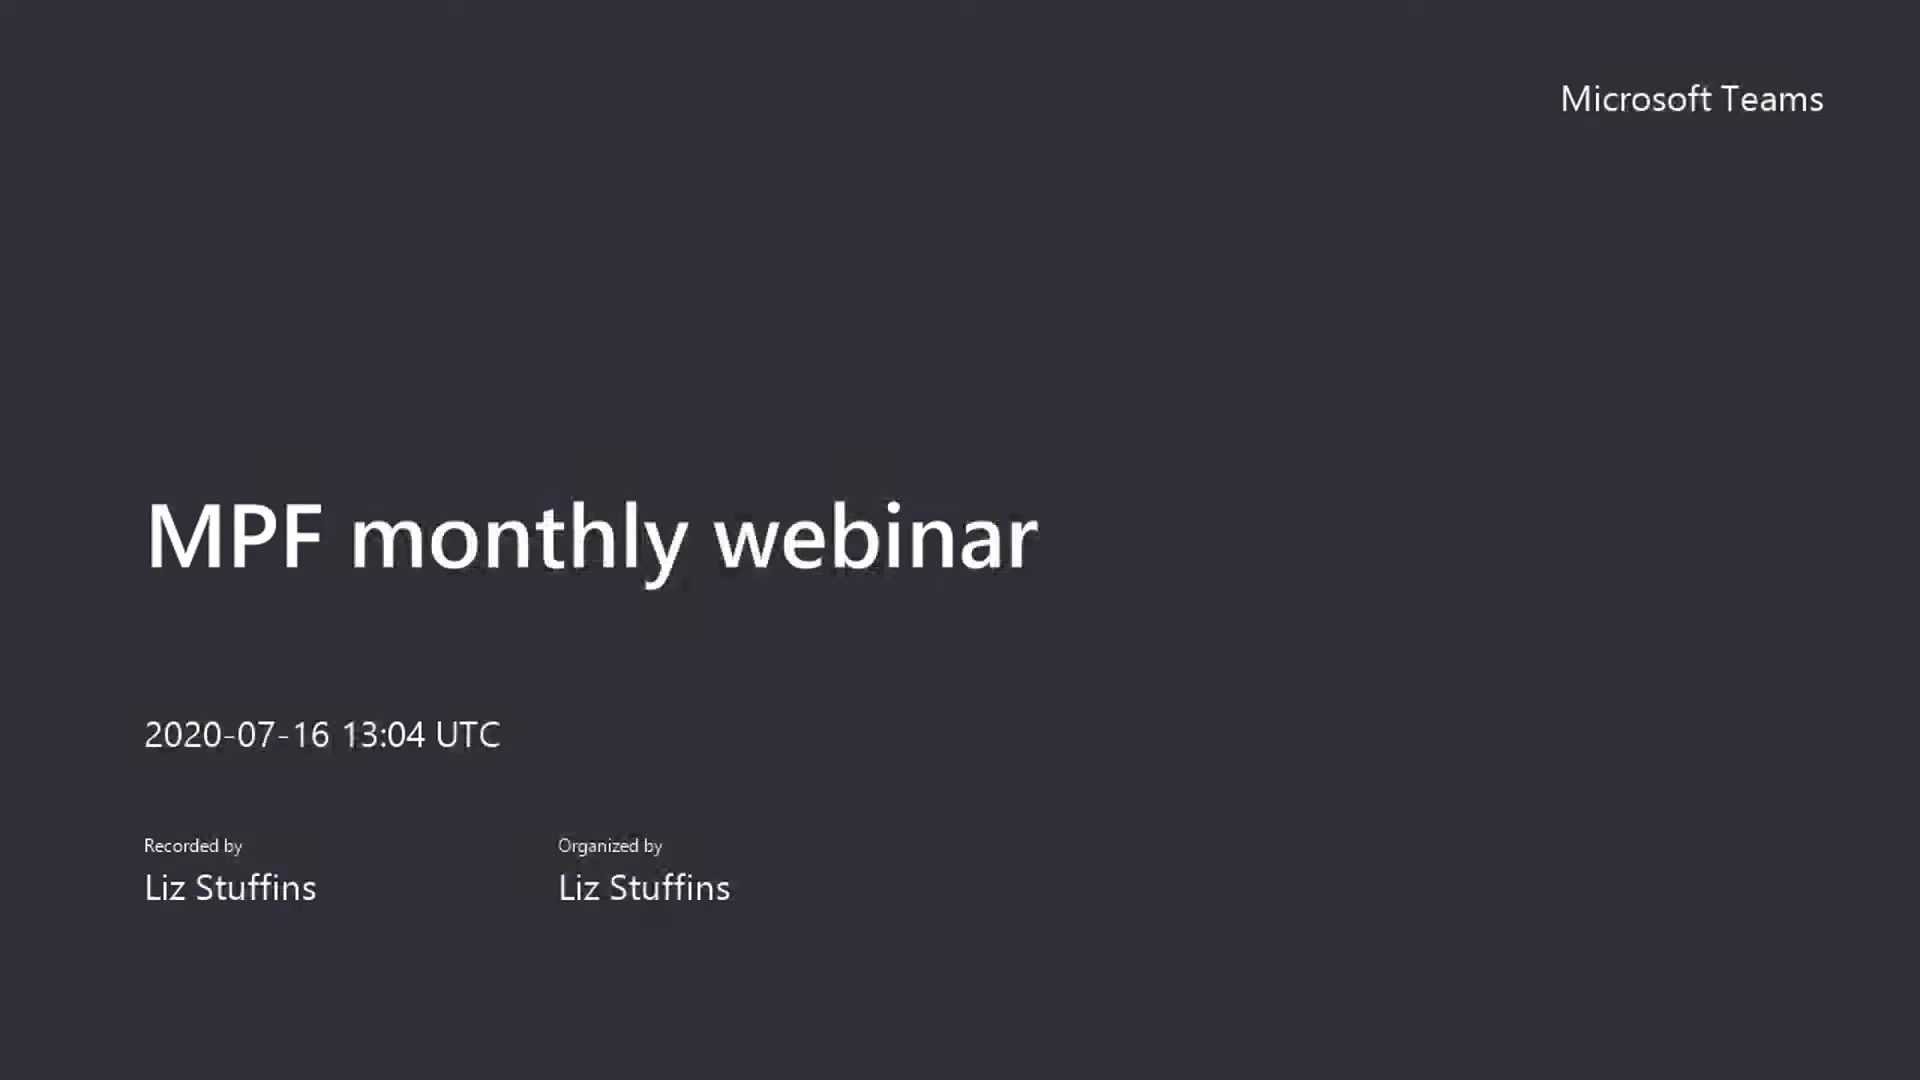 Microsoft Teams
MPF monthly webinar
2020-07-16 13:04 UTC
Recorded by
Liz Stuffins
Organized by
Liz Stuffins